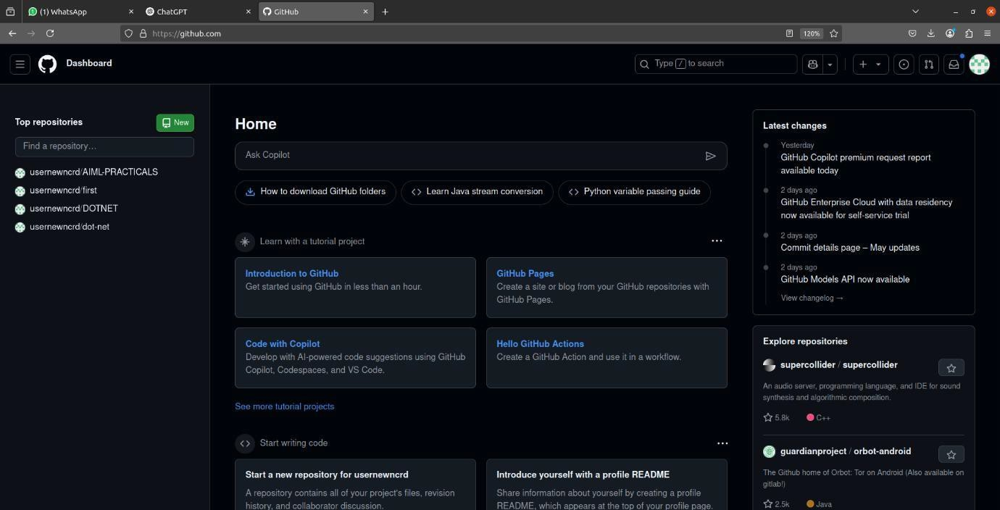 (1) WhatsApp
ChatGPT
GitHub
https://github.com
120%
Dashboard
Type / to search
Top repositories
New
Find a repository…
usernewncrd/AIML-PRACTICALS
usernewncrd/first
usernewncrd/DOTNET
usernewncrd/dot-net
Home
Ask Copilot
How to download GitHub folders
Learn Java stream conversion
Python variable passing guide
Learn with a tutorial project
Introduction to GitHub
Get started using GitHub in less than an hour.
GitHub Pages
Create a site or blog from your GitHub repositories with
GitHub Pages.
Code with Copilot
Develop with AI-powered code suggestions using GitHub
Copilot, Codespaces, and VS Code.
Hello GitHub Actions
Create a GitHub Action and use it in a workflow.
See more tutorial projects
Start writing code
Start a new repository for usernewncrd
A repository contains all of your project's files, revision
history, and collaborator discussion.
Introduce yourself with a profile README
Share information about yourself by creating a profile
README, which appears at the top of your profile page.
Latest changes
Yesterday
GitHub Copilot premium request report
available today
2 days ago
GitHub Enterprise Cloud with data residency
now available for self-service trial
2 days ago
Commit details page – May updates
2 days ago
GitHub Models API now available
View changelog →
Explore repositories
supercollider / supercollider
An audio server, programming language, and IDE for sound
synthesis and algorithmic composition.
5.8k
C++
guardianproject / orbot-android
The Github home of Orbot: Tor on Android (Also available on
gitlab!)
2.5k
Java